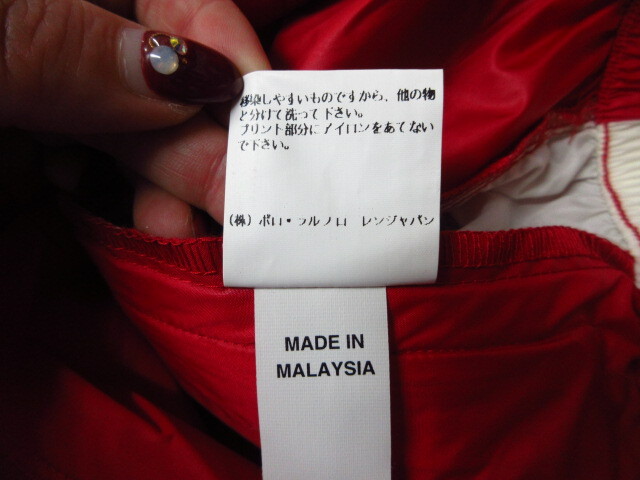 移染しやすいものですから、他の物
と分けて洗って下さい。
プリント部分にアイロンをあてない
で下さい。
(株) ポロ・ラルフロ レンジャパン
MADE IN
MALAYSIA